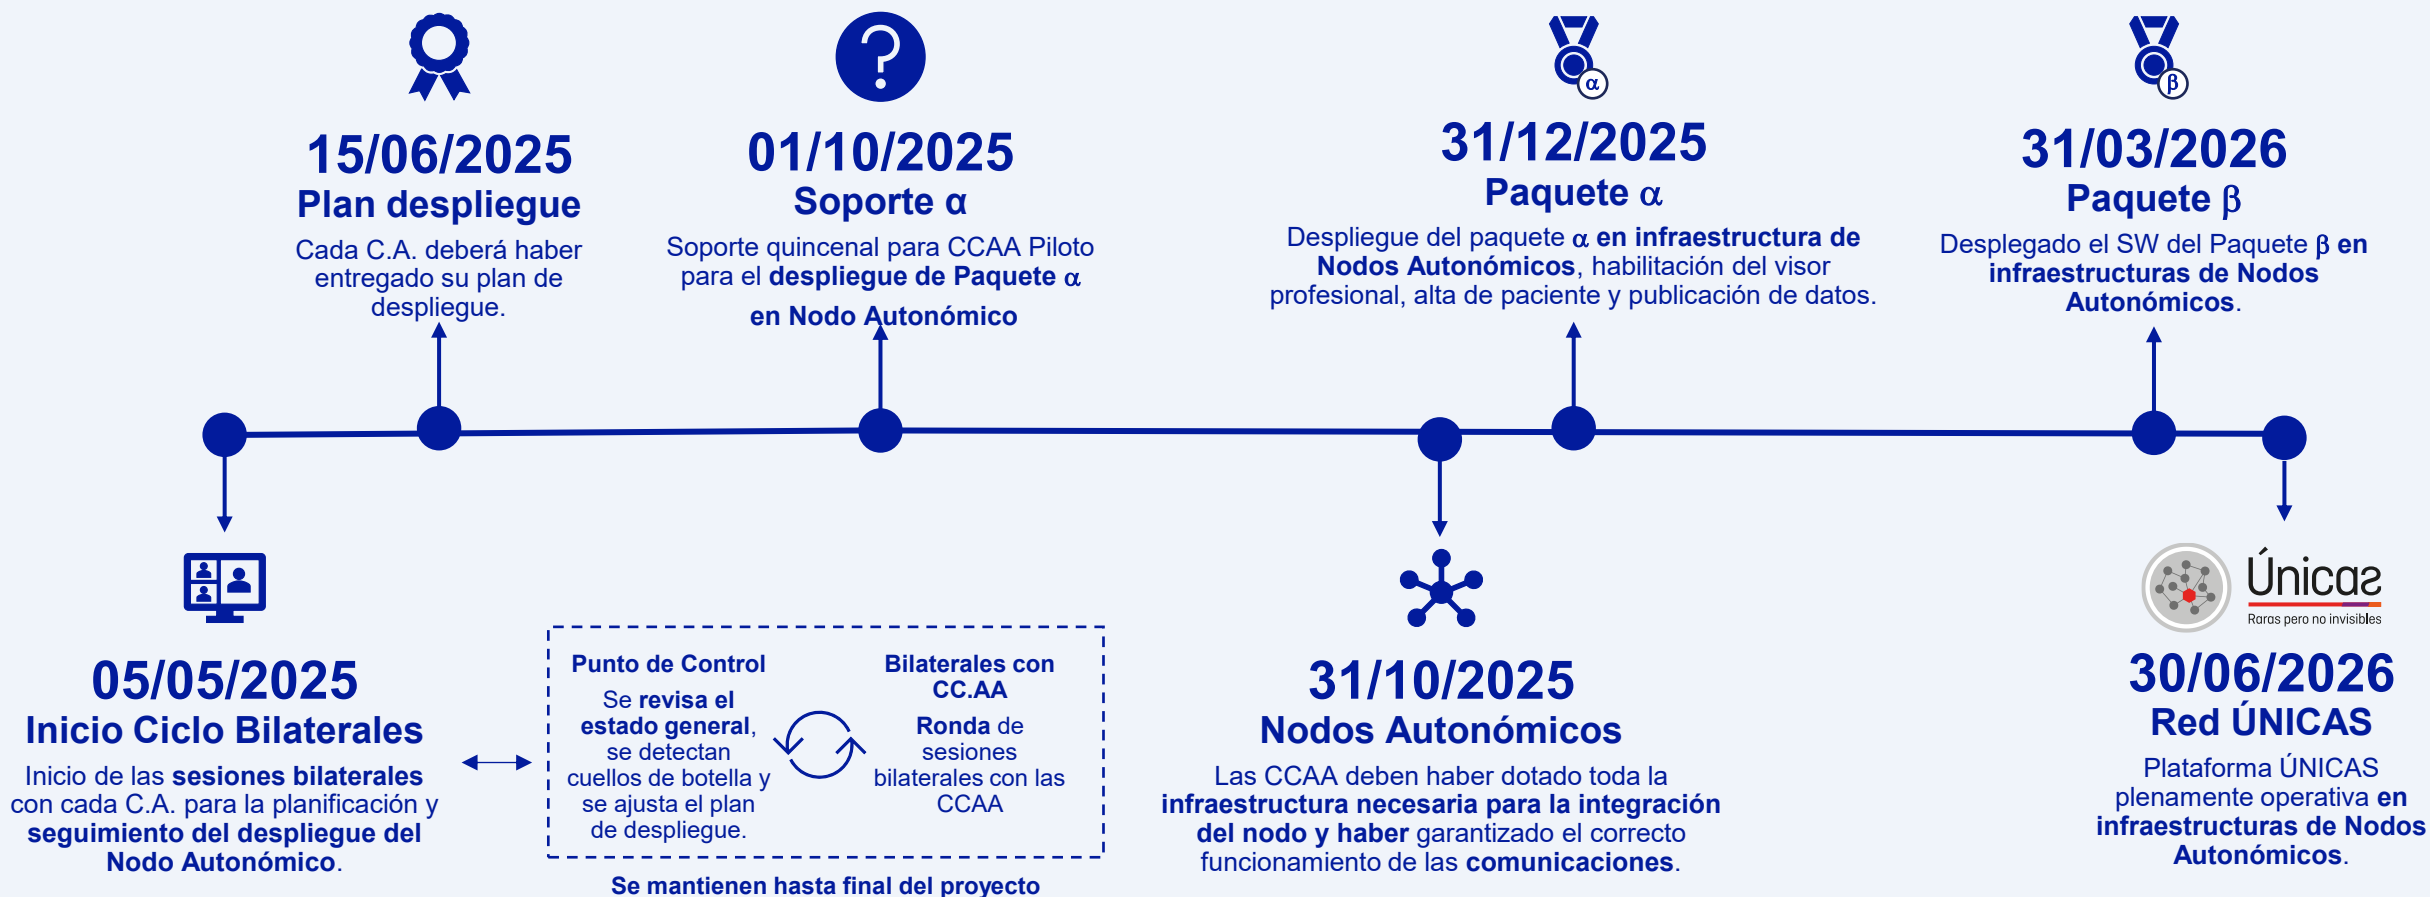 α
β
15/06/2025
Plan despliegue
Cada C.A. deberá haber
entregado su plan de
despliegue.
01/10/2025
Soporte α
Soporte quincenal para CCAA Piloto
para el despliegue de Paquete α
en Nodo Autonómico
31/12/2025
Paquete α
Despliegue del paquete α en infraestructura de
Nodos Autonómicos, habilitación del visor
profesional, alta de paciente y publicación de datos.
31/03/2026
Paquete β
Desplegado el SW del Paquete β en
infraestructuras de Nodos
Autonómicos.
05/05/2025
Inicio Ciclo Bilaterales
Inicio de las sesiones bilaterales
con cada C.A. para la planificación y
seguimiento del despliegue del
Nodo Autonómico.
Punto de Control
Se revisa el
estado general,
se detectan
cuellos de botella y
se ajusta el plan
de despliegue.
Bilaterales con
CC.AA
Ronda de
sesiones
bilaterales con las
CCAA
Se mantienen hasta final del proyecto
31/10/2025
Nodos Autonómicos
Las CCAA deben haber dotado toda la
infraestructura necesaria para la integración
del nodo y haber garantizado el correcto
funcionamiento de las comunicaciones.
Únicas
Raras pero no invisibles
30/06/2026
Red ÚNICAS
Plataforma ÚNICAS
plenamente operativa en
infraestructuras de Nodos
Autonómicos.